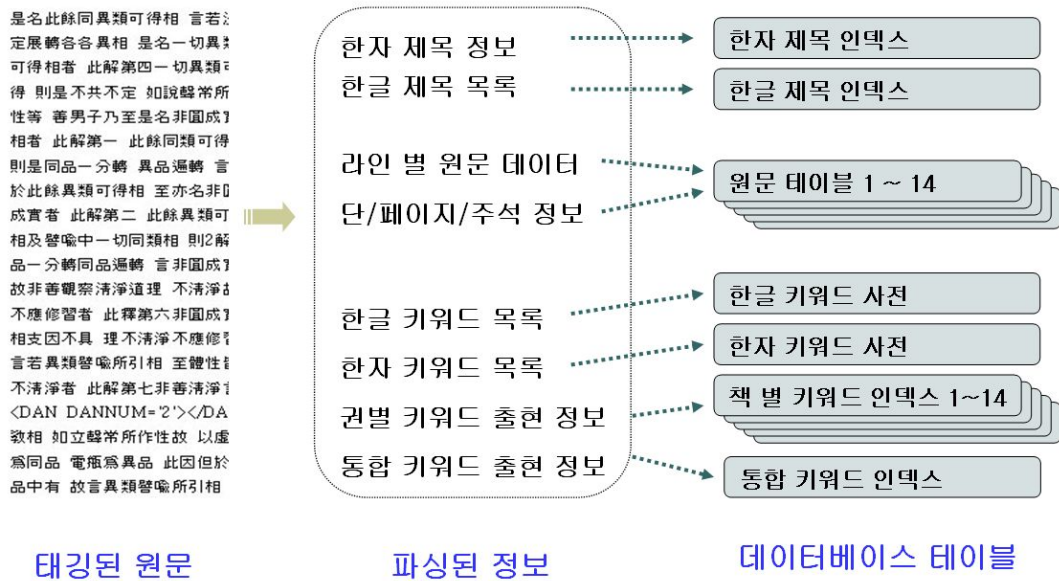 是名此餘同異類可得相 言若
定展轉各各異相 是名一切異
可得相者 此解第四一切異類
得 則是不共不定 如說聲常所
性等 善男子乃至是名非圓成
相者 此解第一 此餘同類可得
則是同品一分轉 異品遍轉 言
於此餘異類可得相 至亦名非
成實者 此解第二 此餘異類可
相及譬喩中一切同類相 則2解
品一分轉同品遍轉 言非圓成
故非善觀察清淨道理 不清淨
不應修習者 此釋第六非圓成
相支因不具 理不清淨不應修
言若異類譬喩所引相 至體性
不清淨者 此解第七非善清淨
<DAN DANNUM='2'></DA
致相 如立聲常所作性故 以虛
爲同品 電瓶爲異品 此因但於
品中有 故言異類譬喩所引相
태깅된 원문
한자 제목 정보
한글 제목 목록
라인 별 원문 데이터
단/페이지/주석 정보
한글 키워드 목록
한자 키워드 목록
권별 키워드 출현 정보
통합 키워드 출현 정보
파싱된 정보
한자 제목 인덱스
한글 제목 인덱스
원문 테이블 1 ~ 14
한글 키워드 사전
한자 키워드 사전
책 별 키워드 인덱스 1~14
통합 키워드 인덱스
데이터베이스 테이블